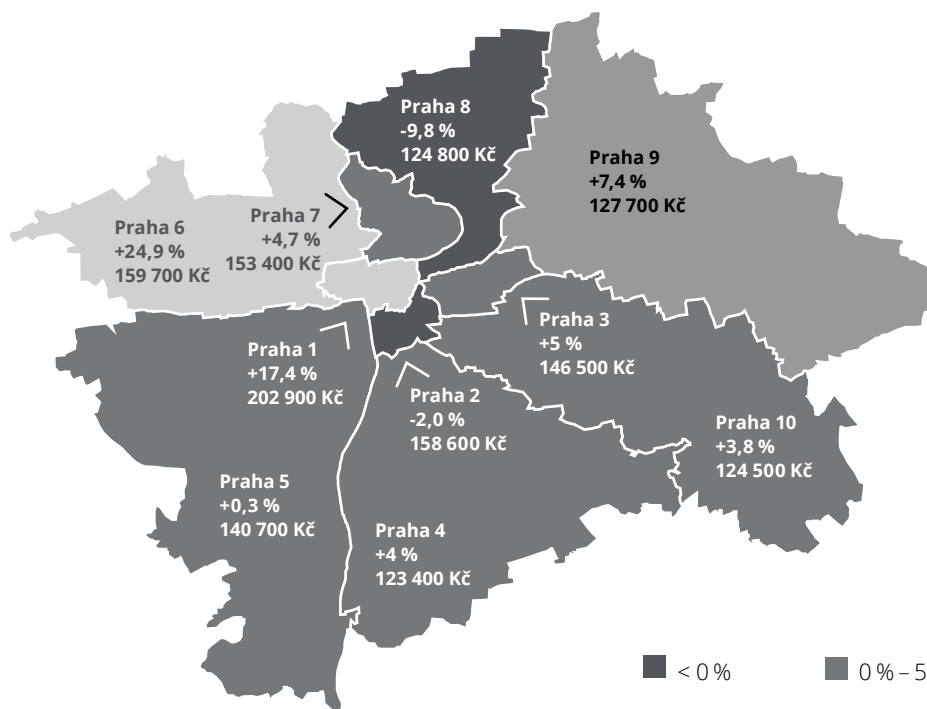 Praha 8
-9,8 %
124 800 Kč
Praha 9
+7,4 %
127 700 Kč
Praha 7
+4,7 %
153 400 Kč
Praha 6
+24,9 %
159 700 Kč
Praha 3
+5 %
146 500 Kč
Praha 1
+17,4 %
202 900 Kč
Praha 2
-2,0 %
158 600 Kč
Praha 10
+3,8 %
124 500 Kč
Praha 5
+0,3 %
140 700 Kč
Praha 4
+4 %
123 400 Kč
< 0 %
0 % – 5